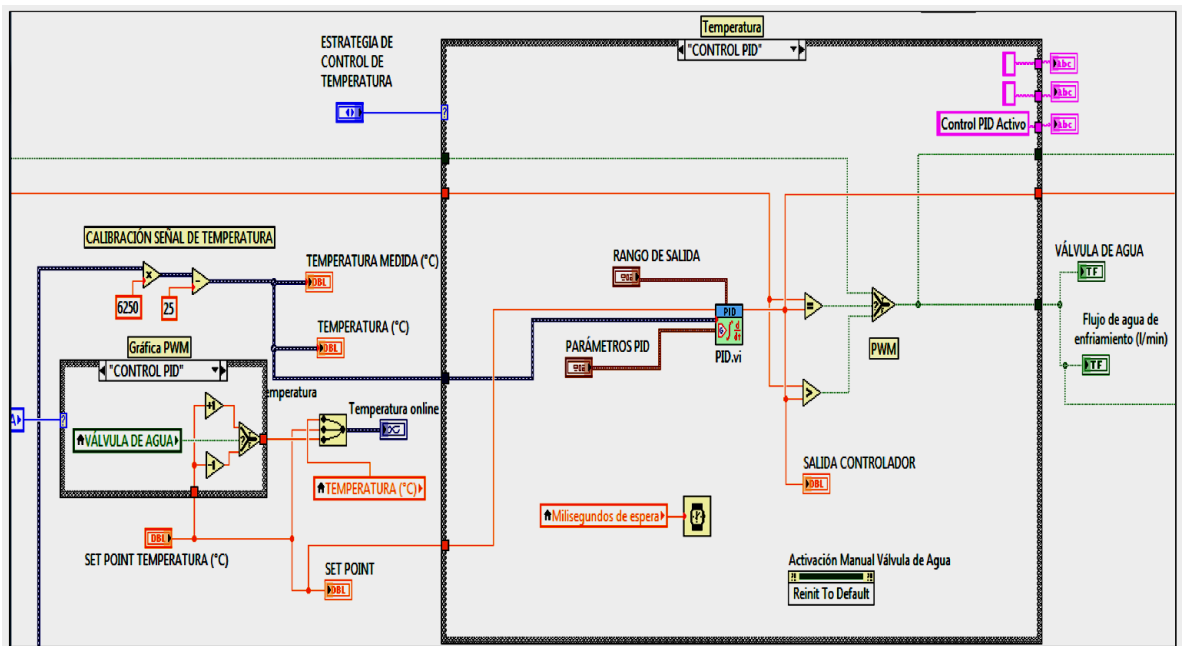 Temperatura
"CONTROL PID"
ESTRATEGIA DE
CONTROL DE
TEMPERATURA
abc
abc
Control PID Activo
abc
CALIBRACIÓN SEÑAL DE TEMPERATURA
TEMPERATURA MEDIDA (°C)
DBL
6250
25
TEMPERATURA (°C)
DBL
RANGO DE SALIDA
VÁLVULA DE AGUA
TF
Flujo de agua de
enfriamiento (l/min)
TF
PID
PID.vi
PARÁMETROS PID
PWM
Gráfica PWM
"CONTROL PID"
emperatura
Temperatura online
VÁLVULA DE AGUA
TEMPERATURA (°C)
SALIDA CONTROLADOR
DBL
Milisegundos de espera
DBL
SET POINT TEMPERATURA (°C)
SET POINT
DBL
Activación Manual Válvula de Agua
Reinit To Default